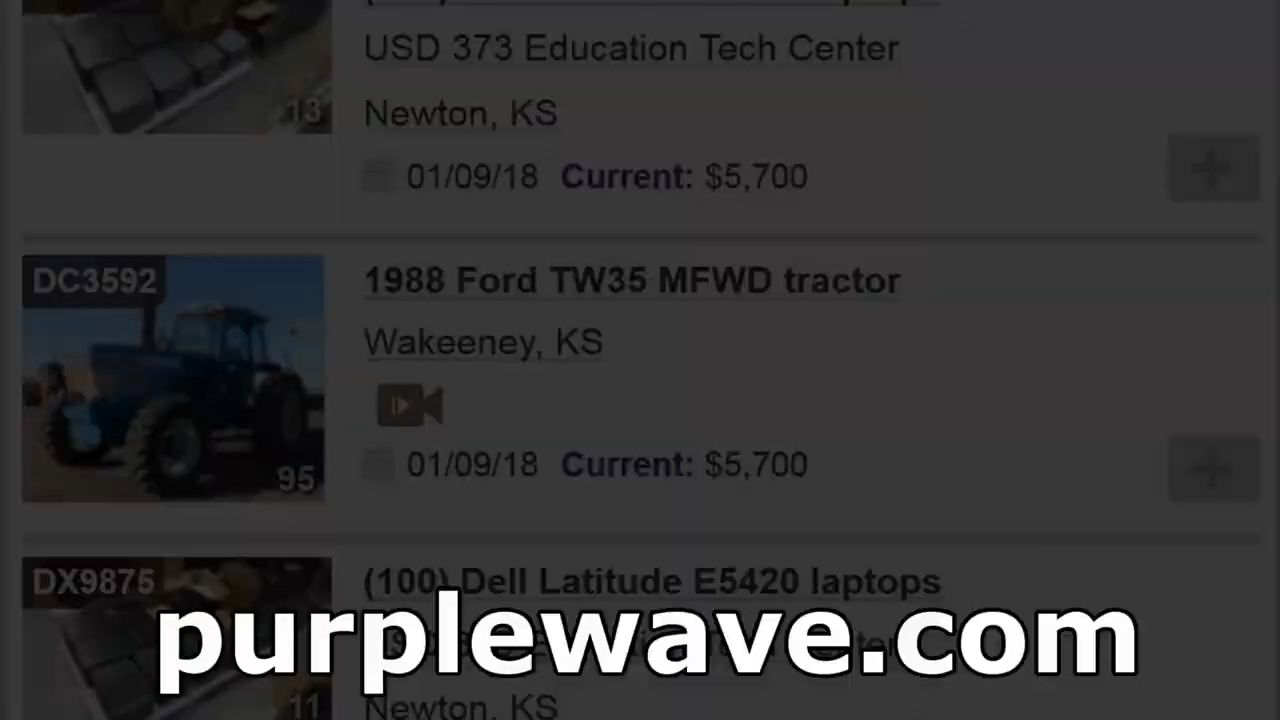 USD 373 Education Tech Center
13
Newton, KS
01/09/18 Current: $5,700
+
DC3592
1988 Ford TW35 MFWD tractor
Wakeeney, KS
95
01/09/18 Current: $5,700
+
DX9875
(100) Dell Latitude E5420 laptops
purplewave.com
11
Newton, KS